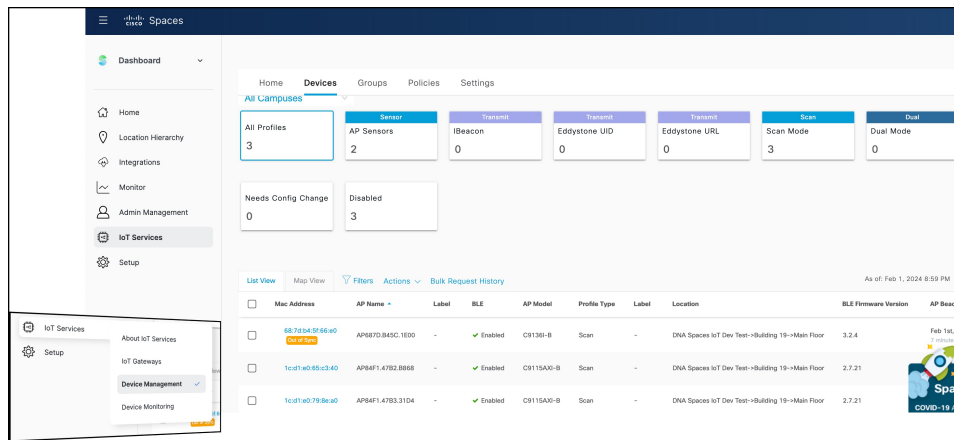 cisco Spaces
Dashboard
Home
Location Hierarchy
Integrations
Monitor
Admin Management
IoT Services
Setup
Home Devices Groups Policies Settings
All Campuses
All Profiles
3
Sensor
AP Sensors
2
Transmit
IBeacon
0
Transmit
Eddystone UID
0
Transmit
Eddystone URL
0
Scan
Scan Mode
3
Dual
Dual Mode
0
Needs Config Change
0
Disabled
3
List View Map View Filters Actions Bulk Request History As of: Feb 1, 2024 8:59 PM
Mac Address AP Name Label BLE AP Model Profile Type Label Location BLE Firmware Version AP Beac
68:7d:b4:5f:66:e0 AP687D.B45C.1E00 - Enabled C9136I-B Scan - DNA Spaces IoT Dev Test->Building 19->Main Floor 3.2.4 Feb 1st,
Out of Sync 7 minute
1c:d1:e0:65:c3:40 AP84F1.47B2.B868 - Enabled C9115AXI-B Scan - DNA Spaces IoT Dev Test->Building 19->Main Floor 2.7.21
1c:d1:e0:79:8e:a0 AP84F1.47B3.31D4 - Enabled C9115AXI-B Scan - DNA Spaces IoT Dev Test->Building 19->Main Floor 2.7.21
Spa
COVID-19 A
IoT Services
Setup
About IoT Services
IoT Gateways
Device Management
Device Monitoring